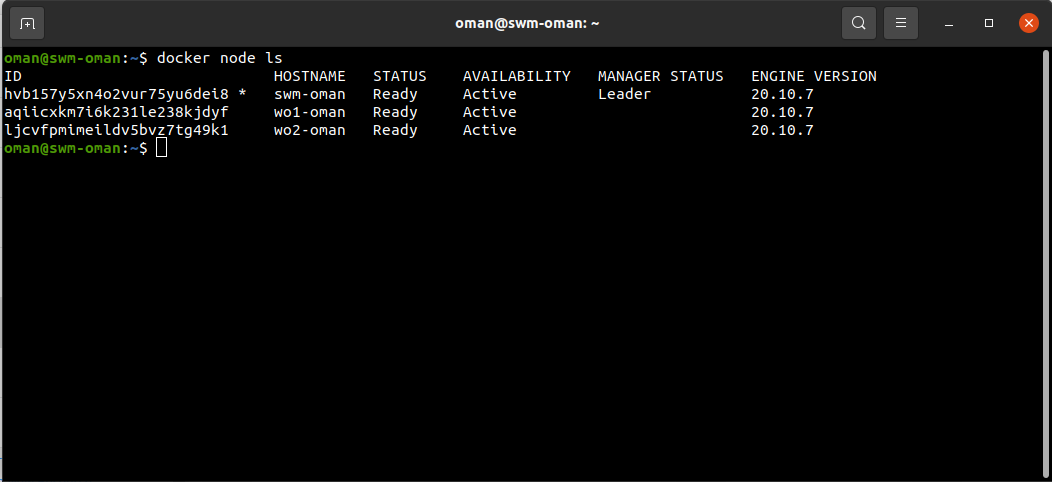 oman@swm-oman: ~
oman@swm-oman:~$ docker node ls
ID HOSTNAME STATUS AVAILABILITY MANAGER STATUS ENGINE VERSION
hvb157y5xn4o2vur75yu6dei8 * swm-oman Ready Active Leader 20.10.7
aqiicxkm7i6k231le238kjdyf wo1-oman Ready Active 20.10.7
ljcvfpmimeildv5bvz7tg49k1 wo2-oman Ready Active 20.10.7
oman@swm-oman:~$